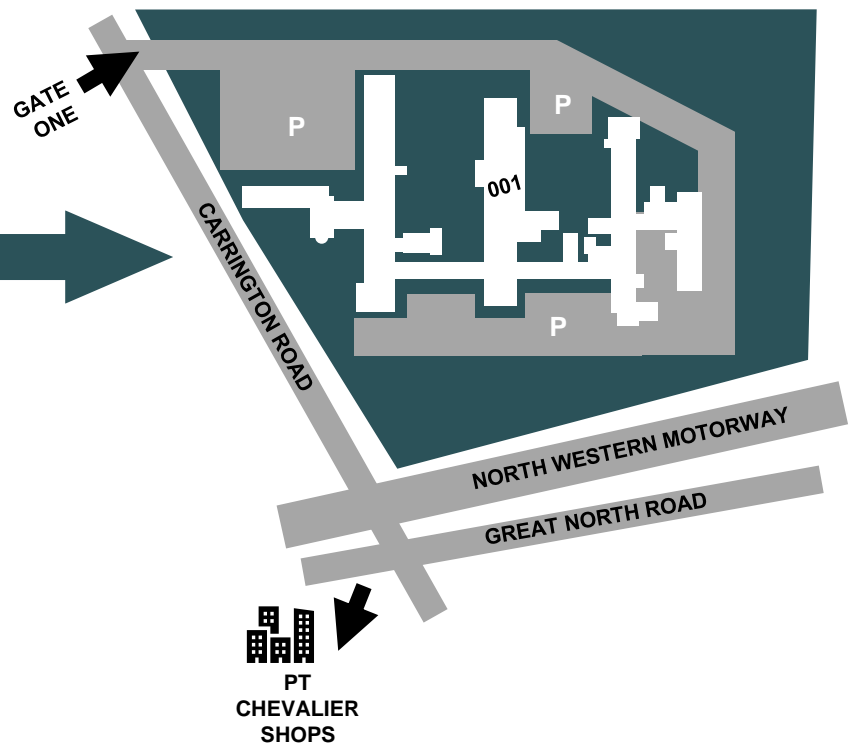 GATE
ONE
P
P
001
CARRINGTON ROAD
P
NORTH WESTERN MOTORWAY
GREAT NORTH ROAD
PT
CHEVALIER
SHOPS